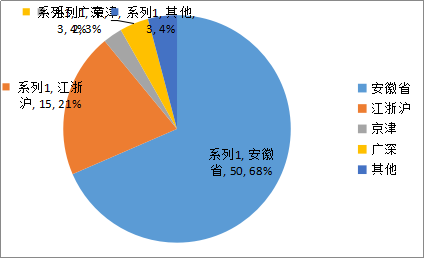 系列1, 其他,
3, 4%
系列1, 江浙
沪, 15, 21%
系列1, 安徽
省, 50, 68%
安徽省
江浙沪
京津
广深
其他